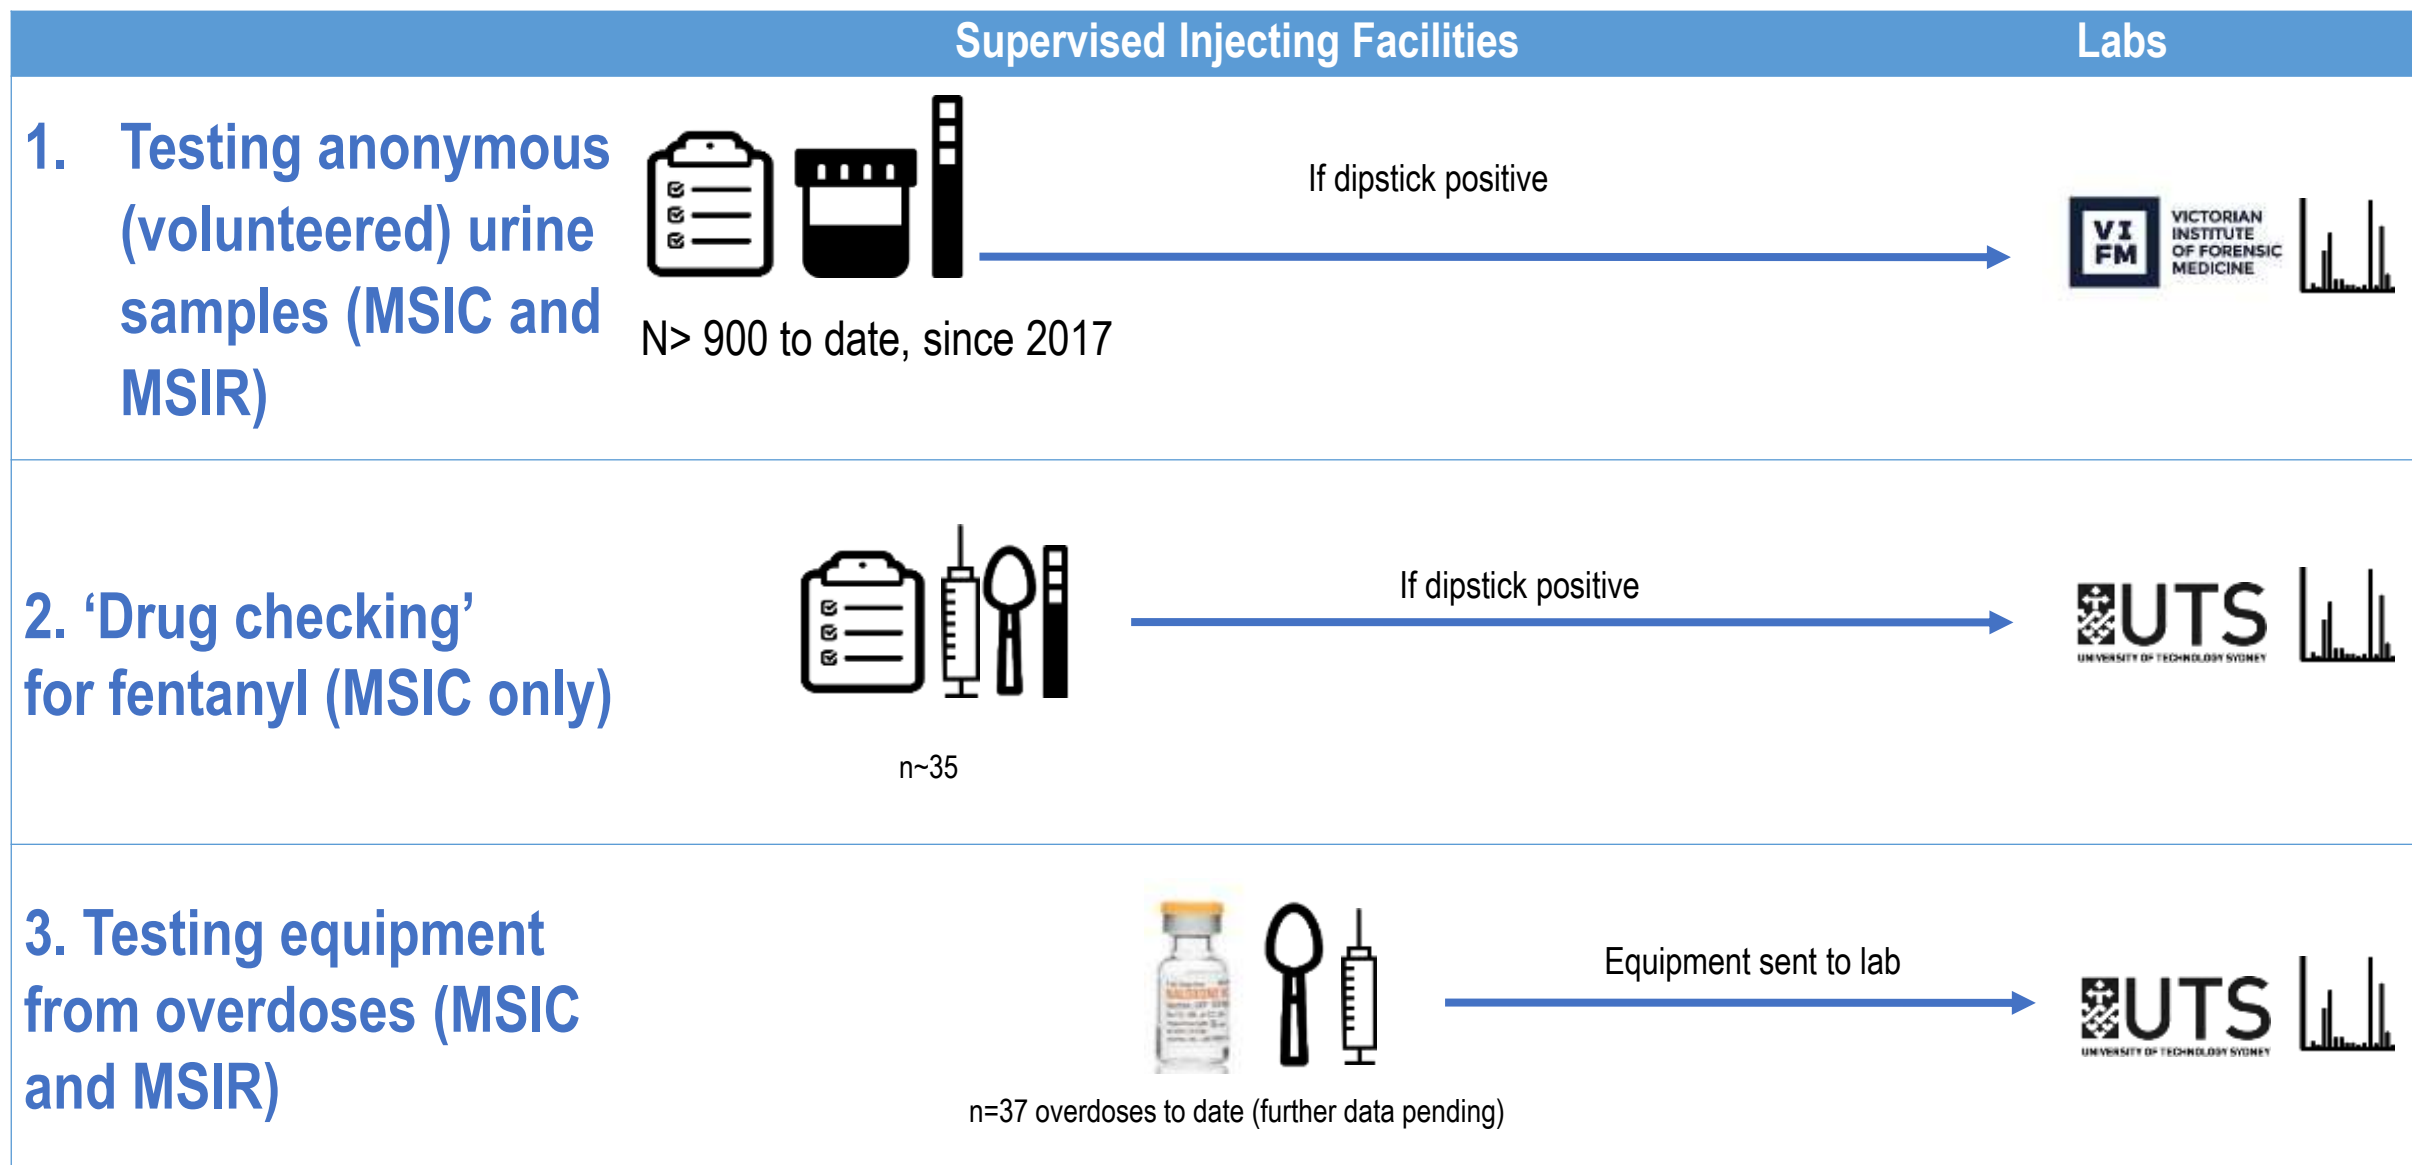 Supervised Injecting Facilities
Labs
1. Testing anonymous
(volunteered) urine
samples (MSIC and
MSIR)
N> 900 to date, since 2017
If dipstick positive
VI
FM
VICTORIAN
INSTITUTE
OF FORENSIC
MEDICINE
2. ‘Drug checking’
for fentanyl (MSIC only)
n~35
If dipstick positive
UTS
UNIVERSITY OF TECHNOLOGY SYDNEY
3. Testing equipment
from overdoses (MSIC
and MSIR)
n=37 overdoses to date (further data pending)
Equipment sent to lab
UTS
UNIVERSITY OF TECHNOLOGY SYDNEY